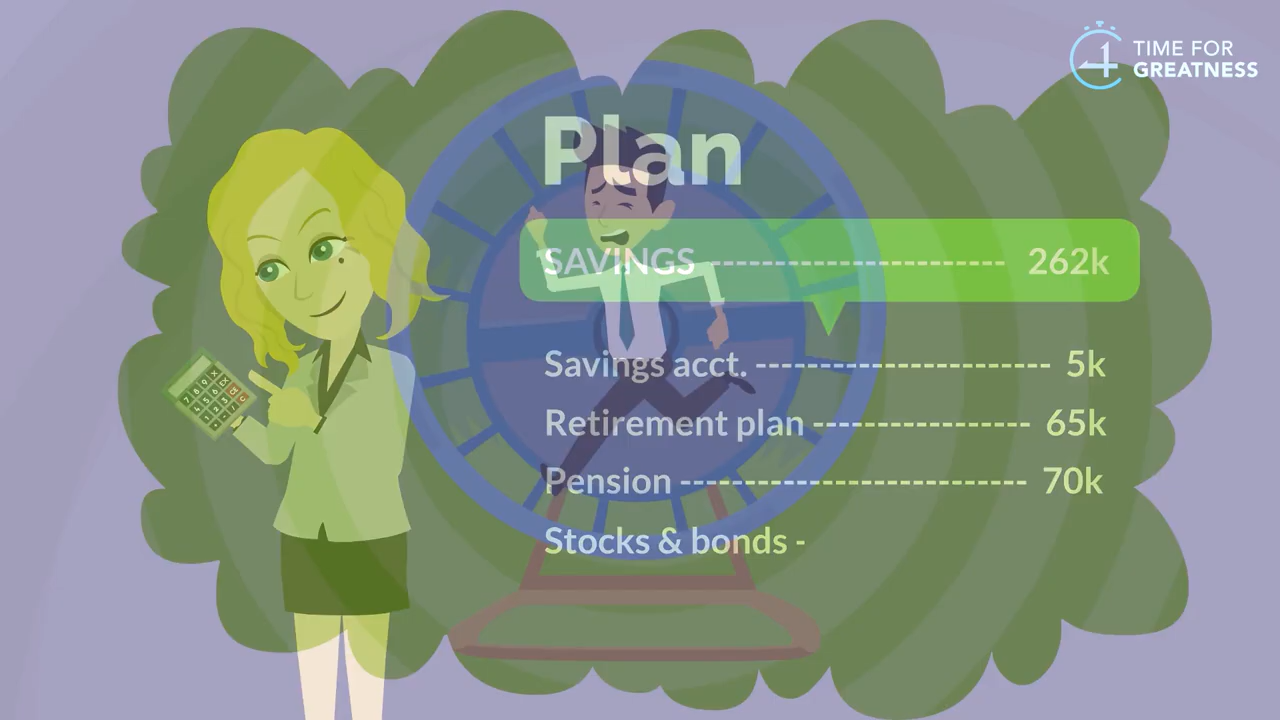 TIME FOR
GREATNESS
Plan
SAVINGS ---------------------- 262k
Savings acct. ---------------------- 5k
Retirement plan ---------------- 65k
Pension -------------------------- 70k
Stocks & bonds -